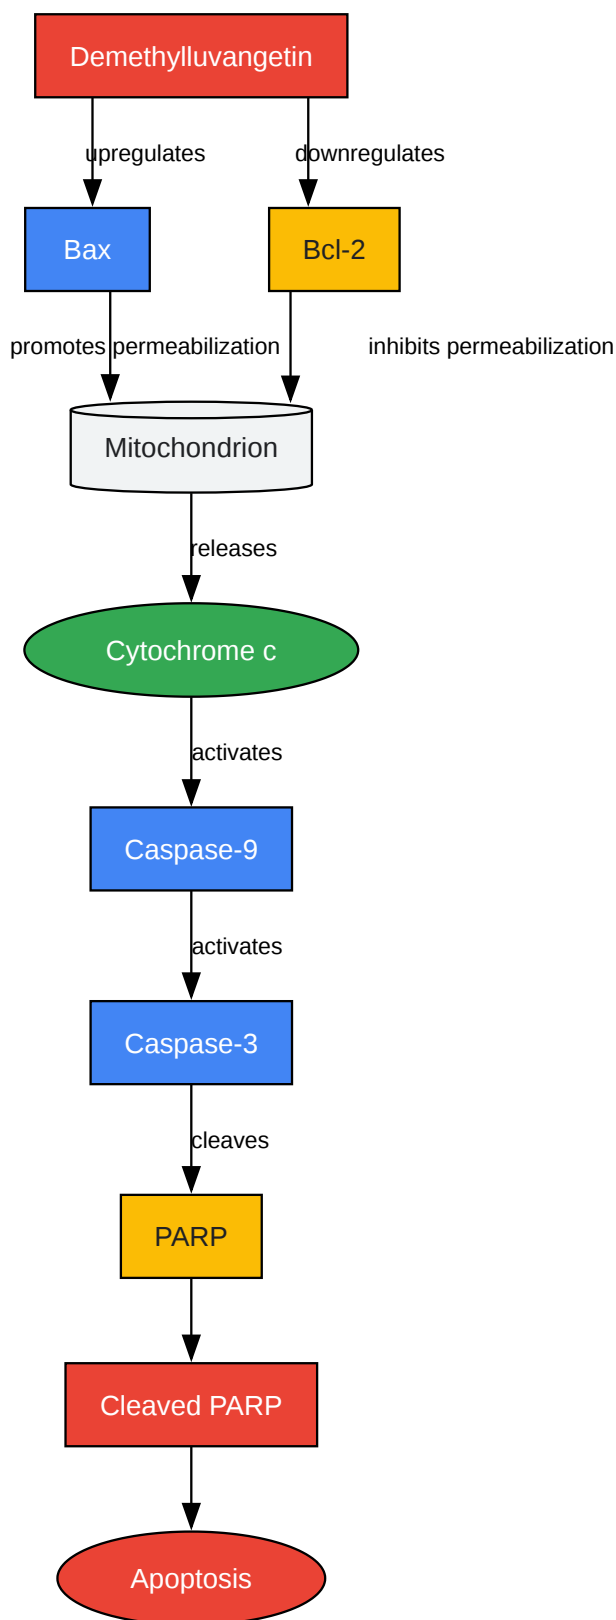 Demethylluvangetin
upregulates
downregulates
Bax
Bcl-2
promotes permeabilization
inhibits permeabilization
Mitochondrion
releases
Cytochrome c
activates
Caspase-9
activates
Caspase-3
cleaves
PARP
Cleaved PARP
Apoptosis